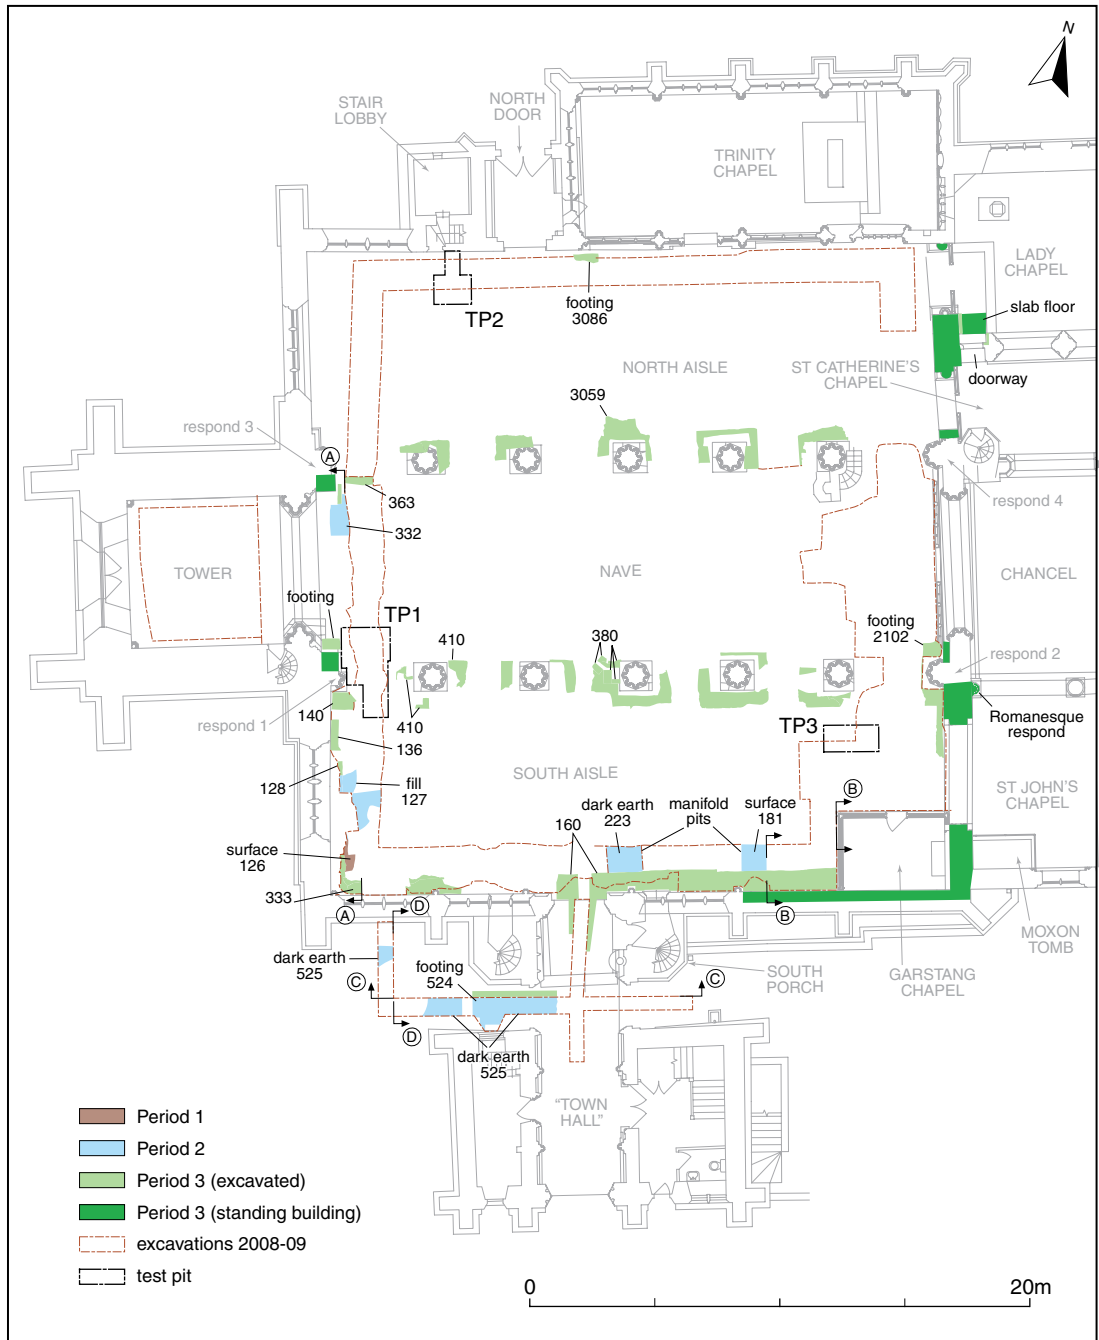 N
STAIR
LOBBY
NORTH
DOOR
TRINITY
CHAPEL
LADY
CHAPEL
TP2
footing
3086
slab floor
NORTH AISLE
ST CATHERINE'S
CHAPEL
doorway
3059
respond 3
A
363
332
respond 4
TOWER
NAVE
CHANCEL
footing
TP1
410
380
footing
2102
respond 2
respond 1
140
410
Romanesque
respond
136
TP3
128
fill
127
SOUTH AISLE
ST JOHN'S
CHAPEL
dark earth
223
manifold
pits
surface
181
B
160
surface
126
333
A
D
B
MOXON
TOMB
dark earth
525
footing
524
SOUTH
PORCH
GARSTANG
CHAPEL
C
C
D
dark earth
525
"TOWN
HALL"
Period 1
Period 2
Period 3 (excavated)
Period 3 (standing building)
excavations 2008-09
test pit
0
20m